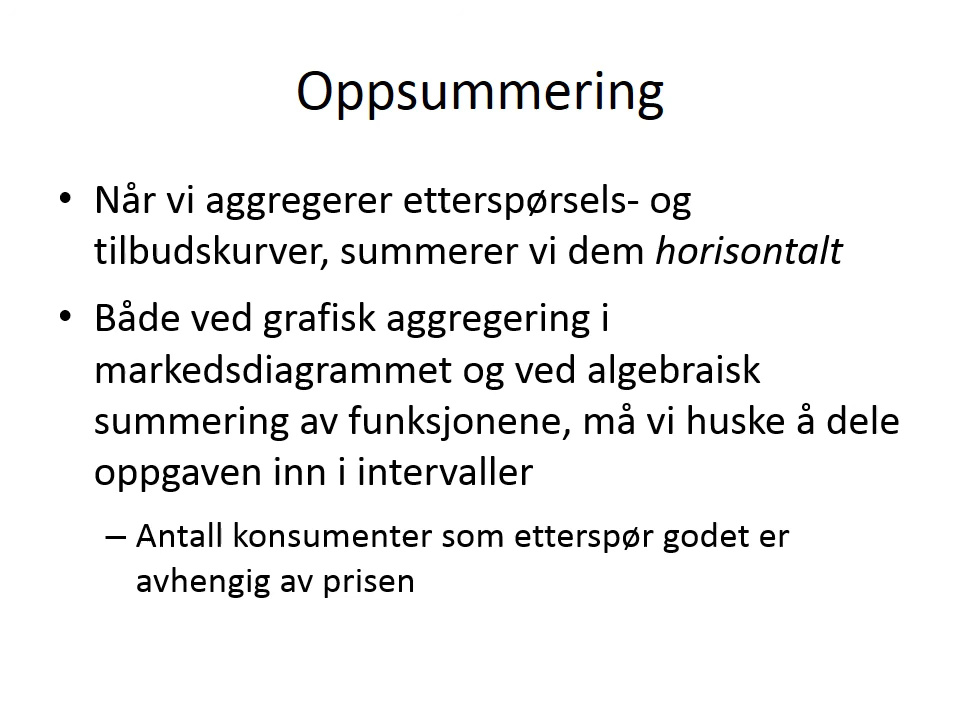 Oppsummering
• Når vi aggregerer etterspørsels- og
tilbudskurver, summerer vi dem horisontalt
• Både ved grafisk aggregering i
markedsdiagrammet og ved algebraisk
summering av funksjonene, må vi huske å dele
oppgaven inn i intervaller
– Antall konsumenter som etterspør godet er
avhengig av prisen